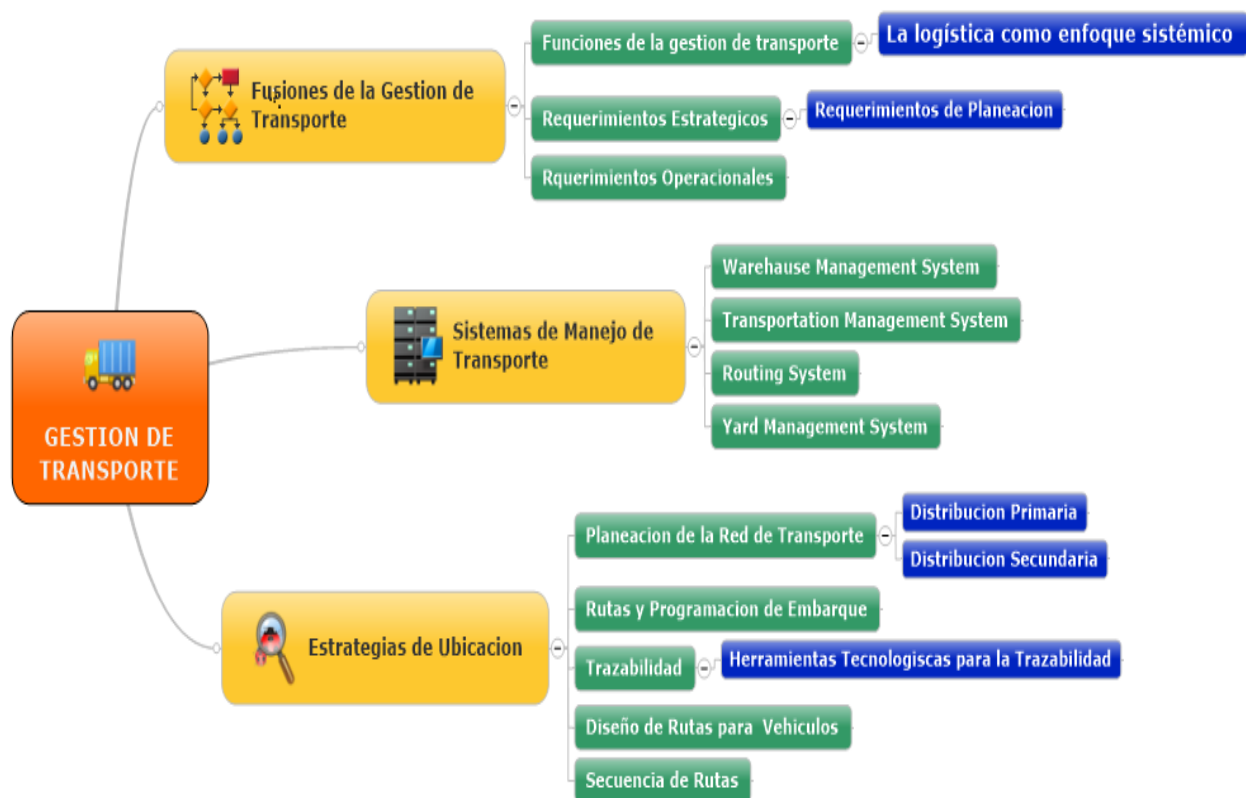 GESTION DE
TRANSPORTE
Fusiones de la Gestion de
Transporte
Funciones de la gestion de transporte
La logística como enfoque sistémico
Requerimientos Estrategicos
Requerimientos de Planeacion
Rquerimientos Operacionales
Sistemas de Manejo de
Transporte
Warehause Management System
Transportation Management System
Routing System
Yard Management System
Estrategias de Ubicacion
Planeacion de la Red de Transporte
Distribucion Primaria
Distribucion Secundaria
Rutas y Programacion de Embarque
Trazabilidad
Herramientas Tecnologiscas para la Trazabilidad
Diseño de Rutas para Vehiculos
Secuencia de Rutas